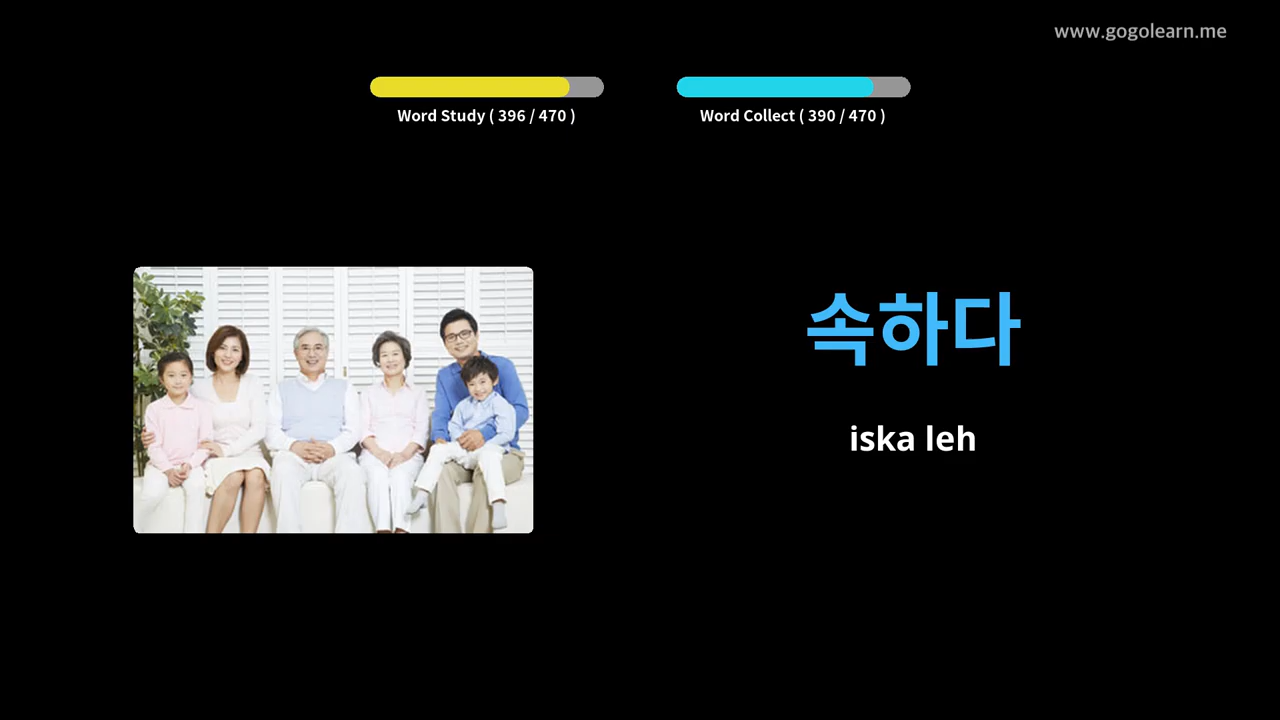 www.gogolearn.me
Word Study ( 396 / 470 )
Word Collect ( 390 / 470 )
속하다
iska leh